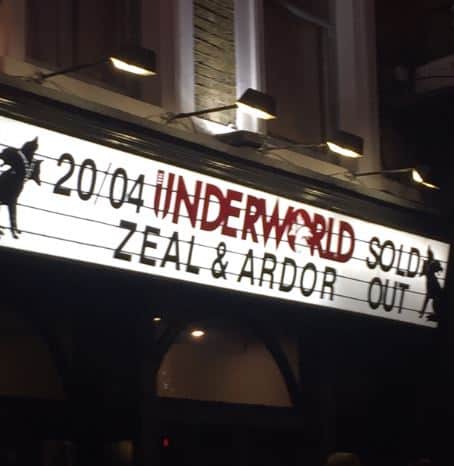 20/04 UNDERWORLD SOLD
ZEAL & ARDOR OUT